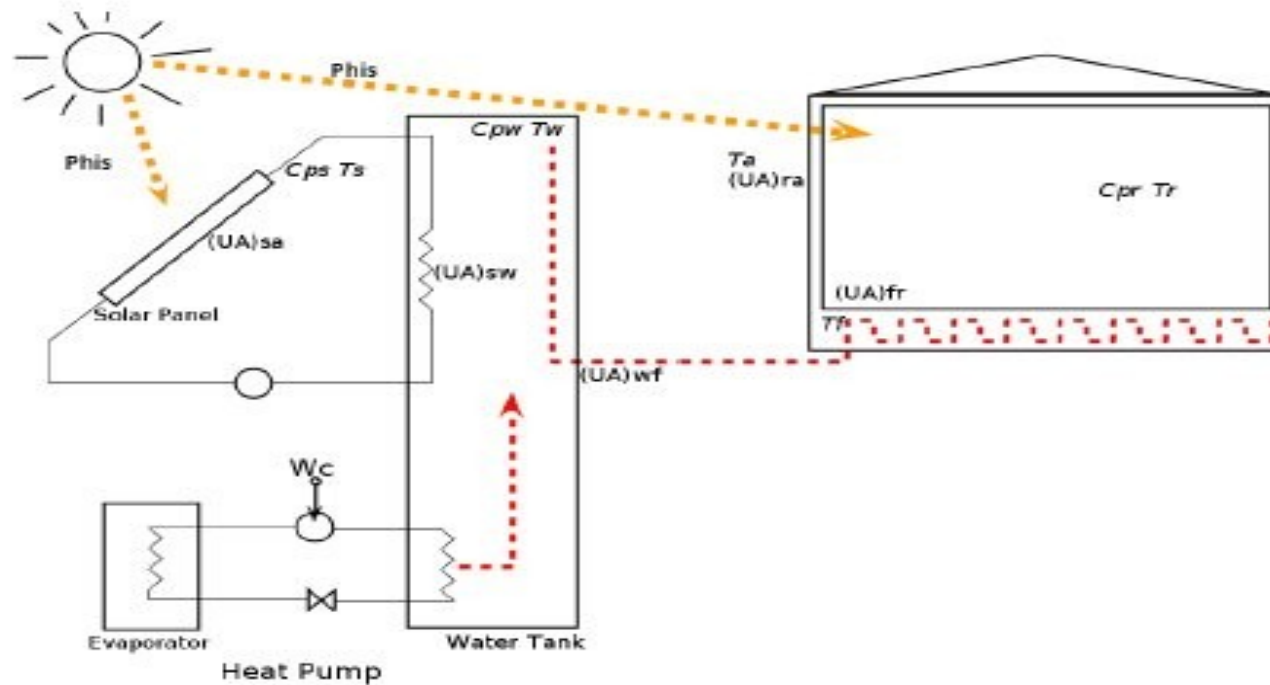 Phis
Phis
Cpw Tw
Cps Ts
Ta
(UA)ra
Cpr Tr
(UA)sa
(UA)sw
Solar Panel
(UA)fr
Tf
(UA)wf
Wc
Evaporator
Water Tank
Heat Pump